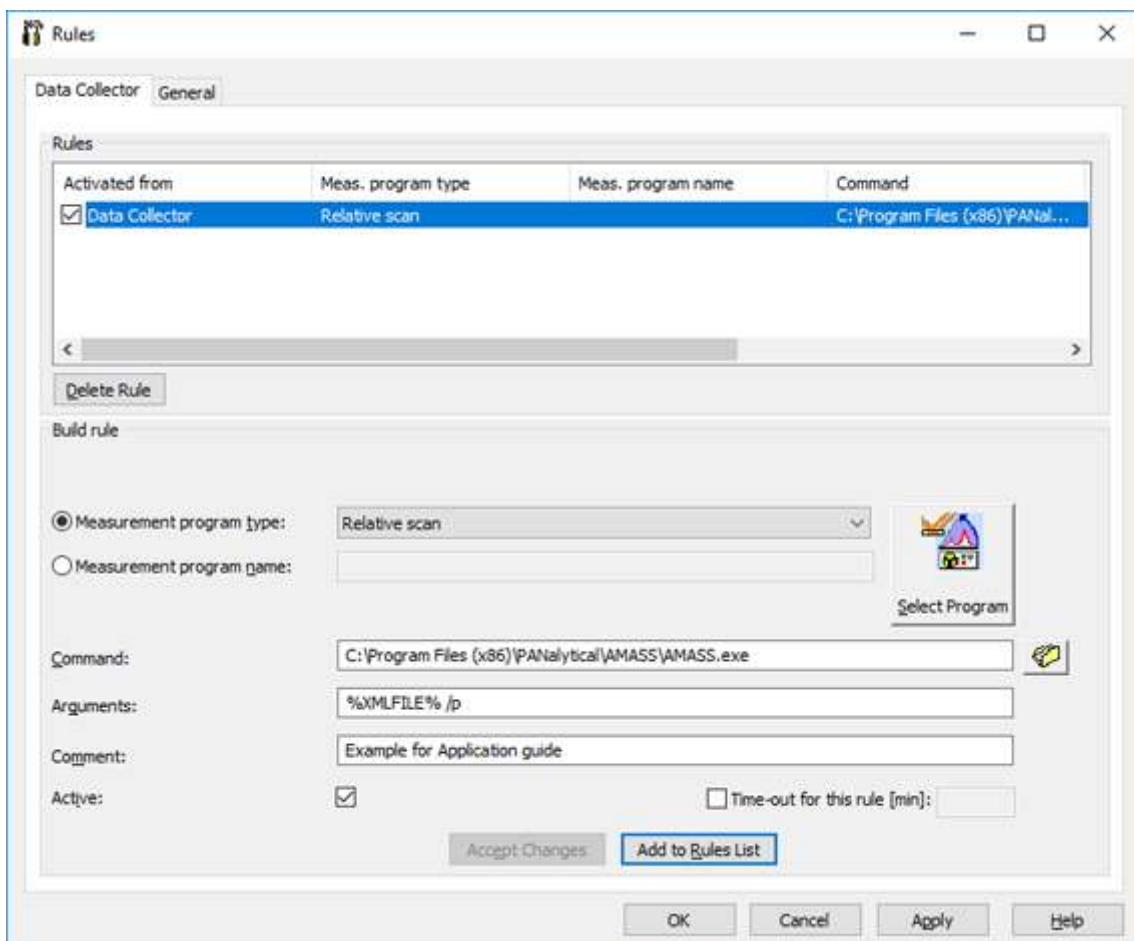 Rules
Data Collector General
Rules
Activated from Meas. program type Meas. program name Command
Data Collector Relative scan C:\Program Files (x86)\PANal...
Delete Rule
Build rule
Measurement program type: Relative scan
Measurement program name:
Select Program
Command: C:\Program Files (x86)\PANalytical\AMASS\AMASS.exe
Arguments: %XMLFILE% /p
Comment: Example for Application guide
Active: Time-out for this rule [min]:
Accept Changes Add to Rules List
OK Cancel Apply Help